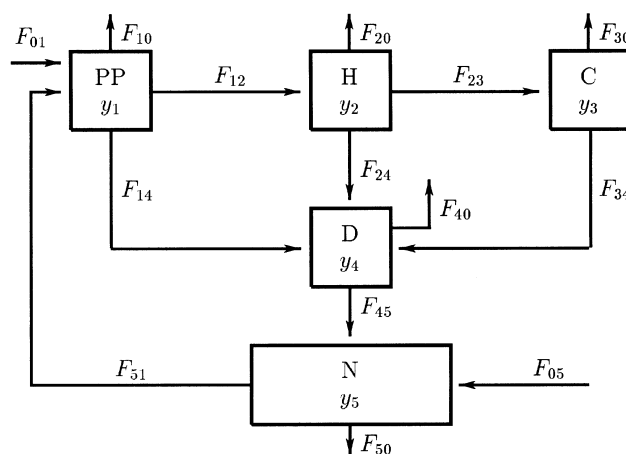 F₀₁
F₁₀
F₂₀
F₃₀
PP
y₁
F₁₂
H
y₂
F₂₃
C
y₃
F₁₄
F₂₄
F₃₄
F₄₀
D
y₄
F₄₅
F₅₁
N
y₅
F₀₅
F₅₀